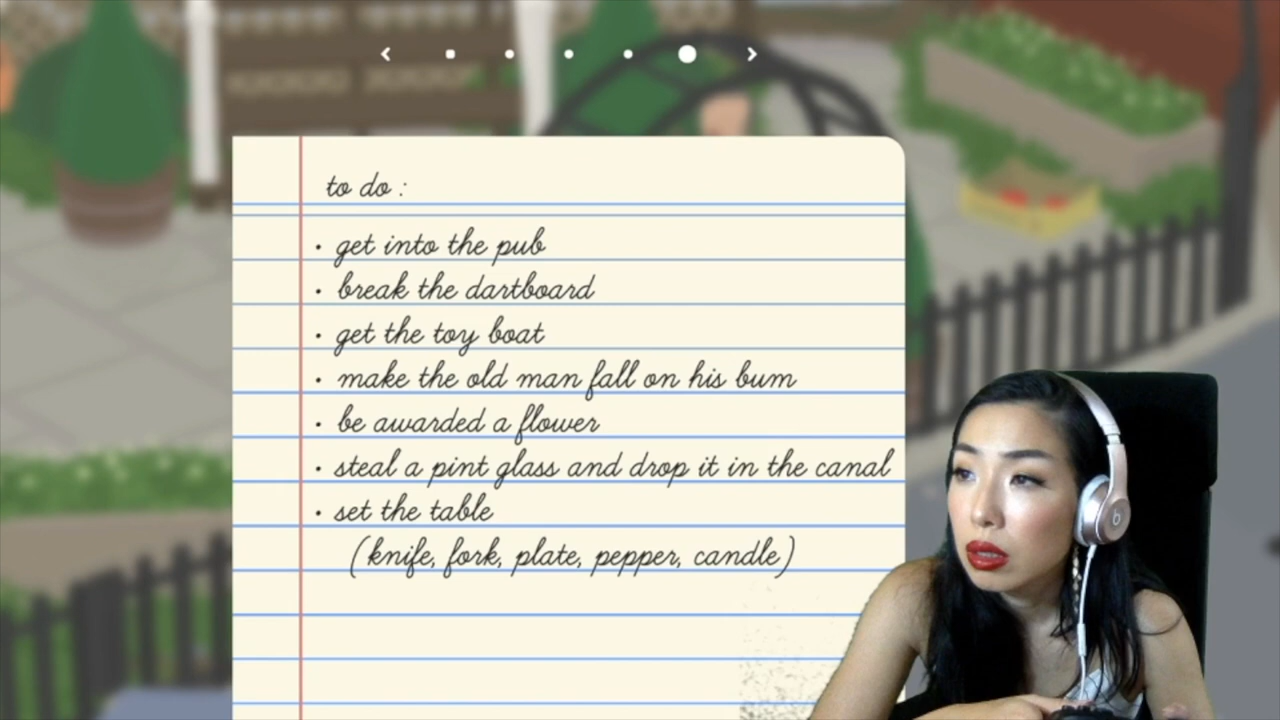 to do :
• get into the pub
• break the dartboard
• get the toy boat
• make the old man fall on his bum
• be awarded a flower
• steal a pint glass and drop it in the canal
• set the table
(knife, fork, plate, pepper, candle)
b